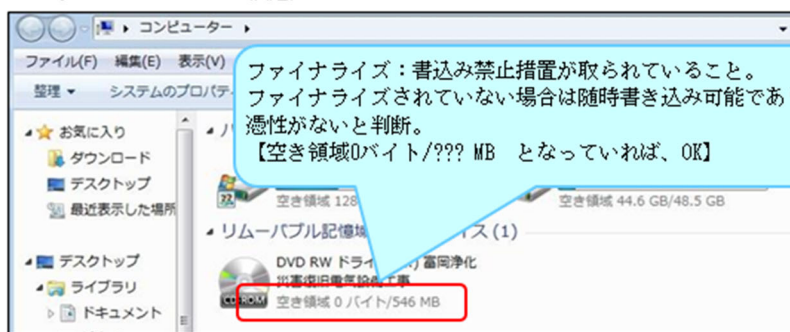 コンピューター
ファイル(F) 編集(E) 表示(V)
整理 システムのプロパテ
ファイナライズ：書込み禁止措置が取られていること。
ファイナライズされていない場合は随時書き込み可能であ
憑性がないと判断。
【空き領域0バイト/??? MB となっていれば、OK】
お気に入り
ダウンロード
デスクトップ
最近表示した場所
空き領域 128
空き領域 44.6 GB/48.5 GB
リムーバブル記憶域
イス (1)
デスクトップ
ライブラリ
ドキュメント
DVD RW ドライ
) 富岡浄化
災害復旧電気設備工事
CD-ROM
空き領域 0 バイト/546 MB